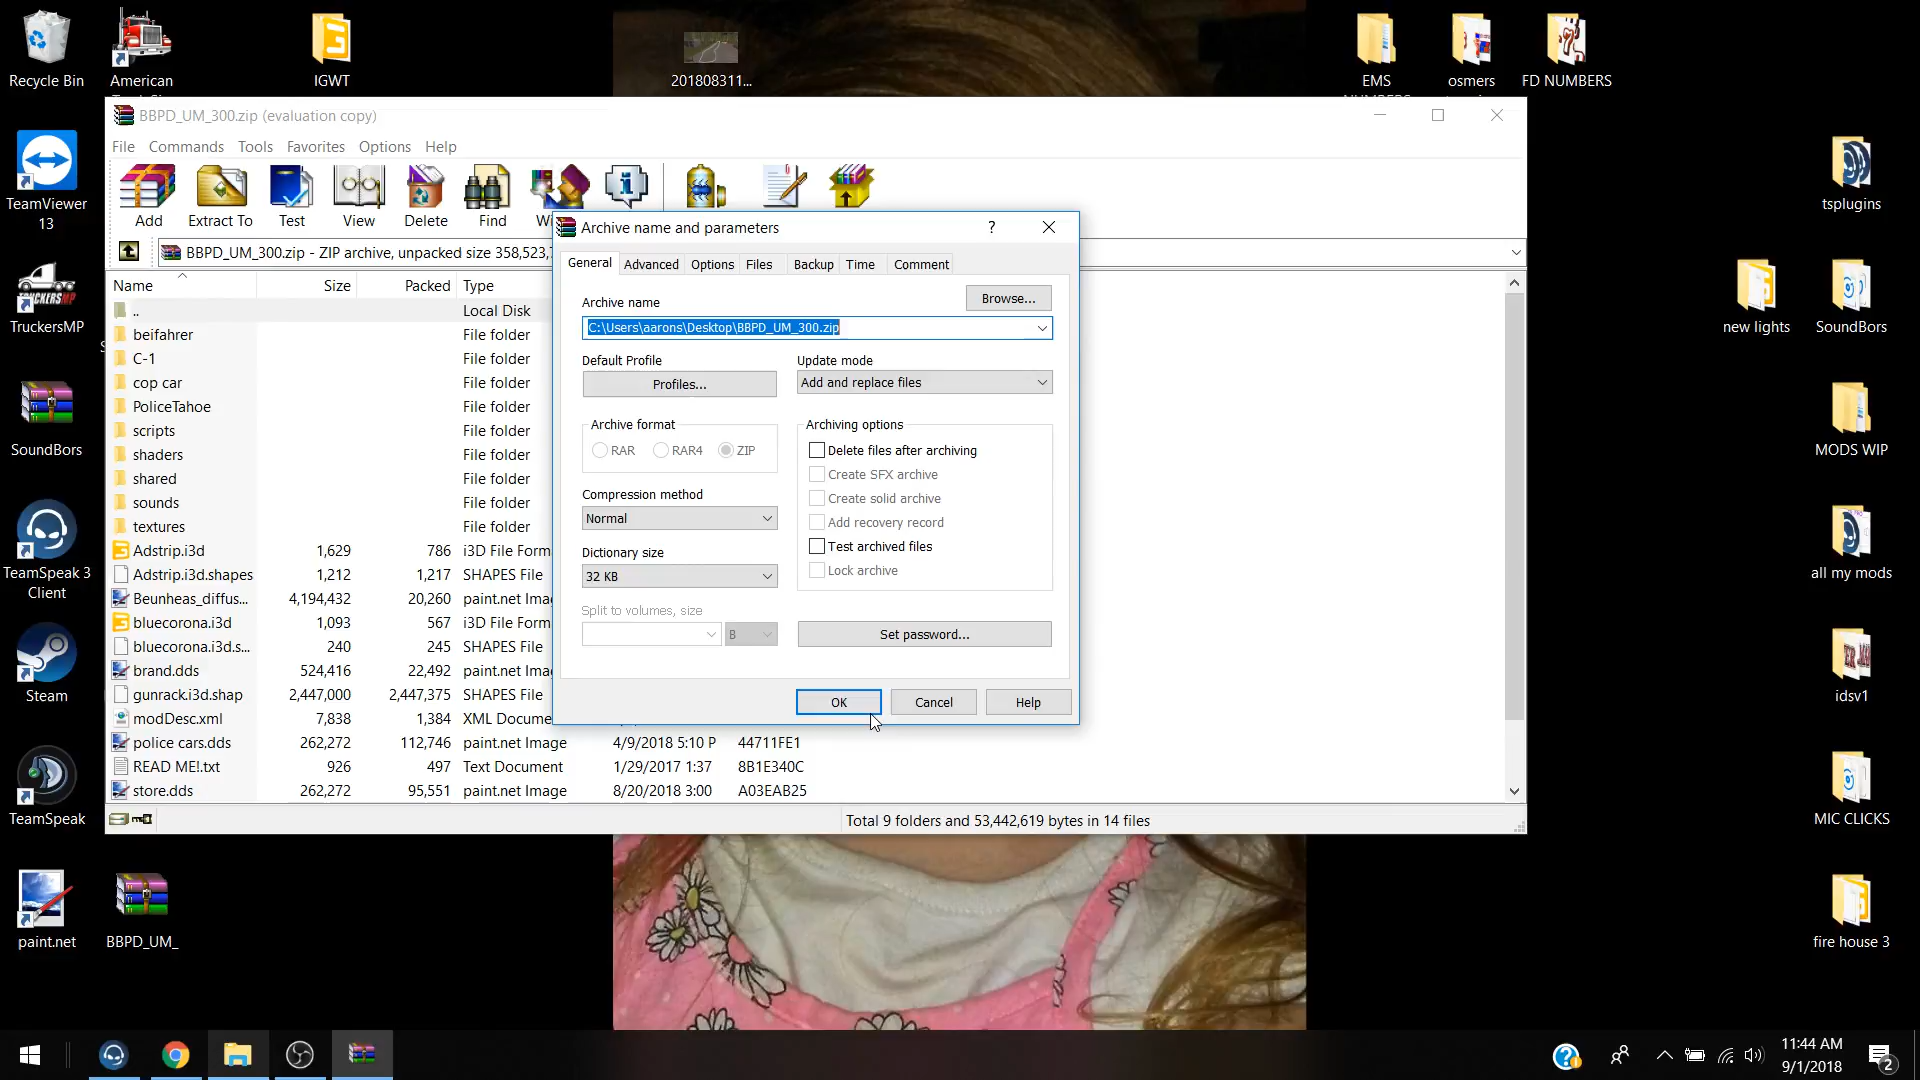 Recycle Bin
American
IGWT
201808311...
EMS
NUMBERS
osmers
FD NUMBERS
BBPD_UM_300.zip (evaluation copy)
File Commands Tools Favorites Options Help
Add Extract To Test View Delete Find
BBPD_UM_300.zip - ZIP archive, unpacked size 358,523,
Name Size Packed Type
.. Local Disk
beifahrer File folder
C-1 File folder
cop car File folder
PoliceTahoe File folder
scripts File folder
shaders File folder
shared File folder
sounds File folder
textures File folder
Adstrip.i3d 1,629 786 i3D File Form
Adstrip.i3d.shapes 1,212 1,217 SHAPES File
Beunheas_diffus... 4,194,432 20,260 paint.net Ima
bluecorona.i3d 1,093 567 i3D File Form
bluecorona.i3d.s... 240 245 SHAPES File
brand.dds 524,416 22,492 paint.net Ima
gunrack.i3d.shap 2,447,000 2,447,375 SHAPES File
modDesc.xml 7,838 1,384 XML Docume
police cars.dds 262,272 112,746 paint.net Image 4/9/2018 5:10 P 44711FE1
READ ME!.txt 926 497 Text Document 1/29/2017 1:37 8B1E340C
store.dds 262,272 95,551 paint.net Image 8/20/2018 3:00 A03EAB25
Total 9 folders and 53,442,619 bytes in 14 files
Archive name and parameters ?
General Advanced Options Files Backup Time Comment
Archive name
Browse...
C:\Users\aarons\Desktop\BBPD_UM_300.zip
Default Profile
Profiles...
Update mode
Add and replace files
Archive format
RAR RAR4 ZIP
Archiving options
Delete files after archiving
Create SFX archive
Create solid archive
Add recovery record
Test archived files
Lock archive
Compression method
Normal
Dictionary size
32 KB
Split to volumes, size
B
Set password...
OK Cancel Help
TeamViewer
13
TruckersMP
SoundBors
TeamSpeak 3
Client
Steam
TeamSpeak
paint.net
BBPD_UM_
tsplugins
new lights
SoundBors
MODS WIP
all my mods
idsv1
MIC CLICKS
fire house 3
11:44 AM
9/1/2018
2